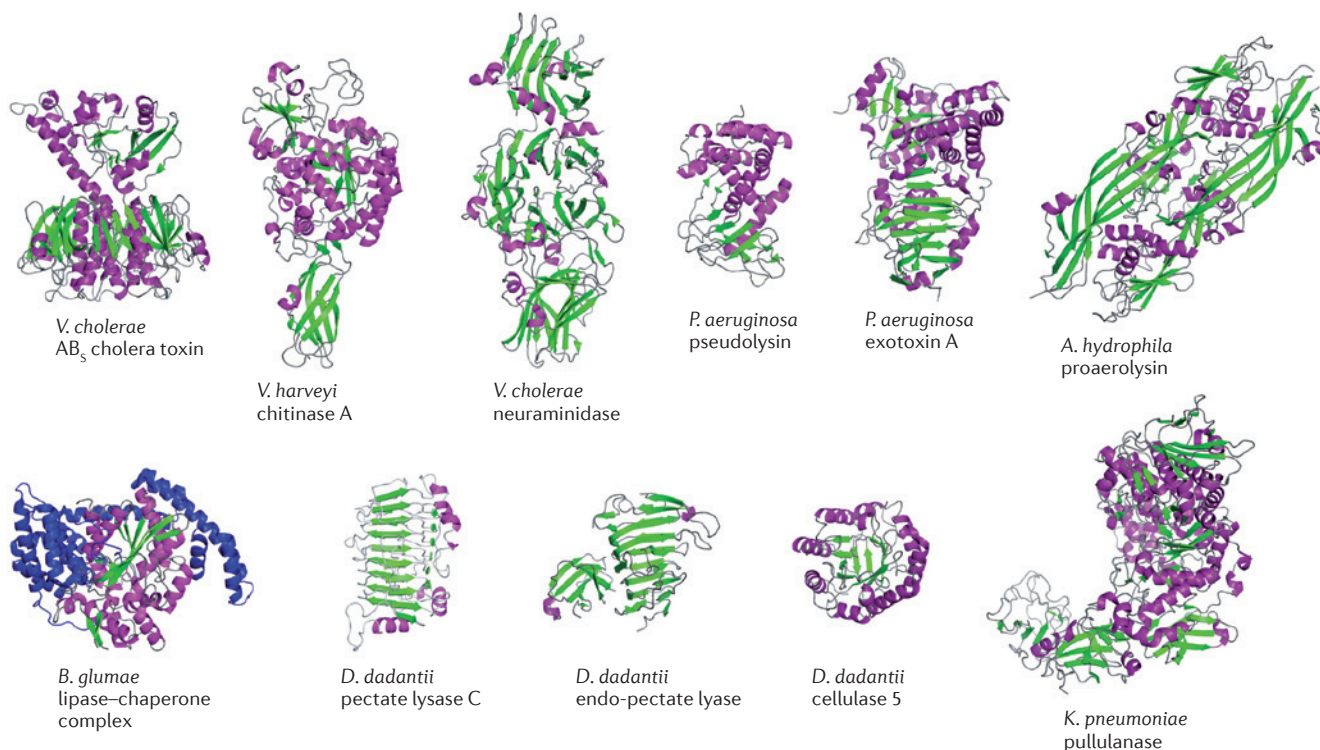 V. cholerae
AB5 cholera toxin
V. harveyi
chitinase A
V. cholerae
neuraminidase
P. aeruginosa
pseudolysin
P. aeruginosa
exotoxin A
A. hydrophila
proaerolysin
B. glumae
lipase–chaperone
complex
D. dadantii
pectate lysase C
D. dadantii
endo-pectate lyase
D. dadantii
cellulase 5
K. pneumoniae
pullulanase